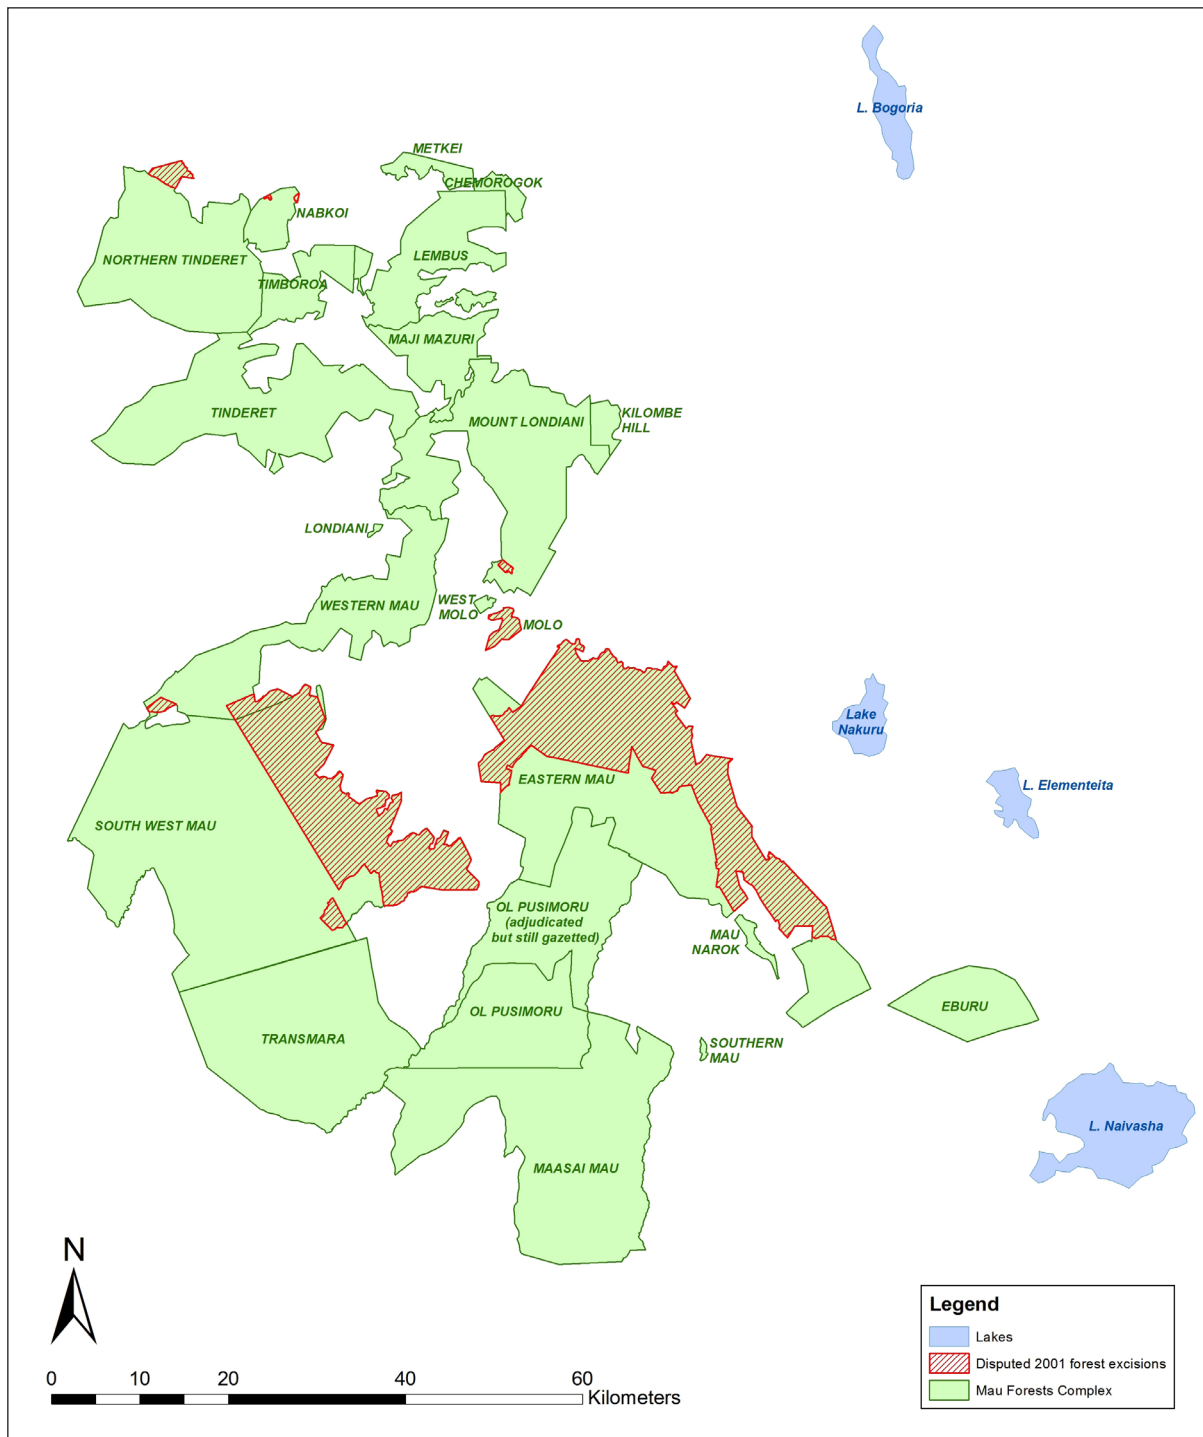 L. Bogoria
METKEI
CHEMOROGOK
NABKOI
NORTHERN TINDERET
LEMBUS
TIMBOROA
MAJI MAZURI
TINDERET
MOUNT LONDIANI
KILOMBE
HILL
LONDIANI
WESTERN MAU
WEST
MOLO
MOLO
Lake
Nakuru
EASTERN MAU
L. Elementeita
SOUTH WEST MAU
OL PUSIMORU
(adjudicated
but still gazetted)
MAU
NAROK
EBURU
OL PUSIMORU
TRANSMARA
SOUTHERN
MAU
L. Naivasha
MAASAI MAU
N
0 10 20 40 60
Kilometers
Legend
Lakes
Disputed 2001 forest excisions
Mau Forests Complex